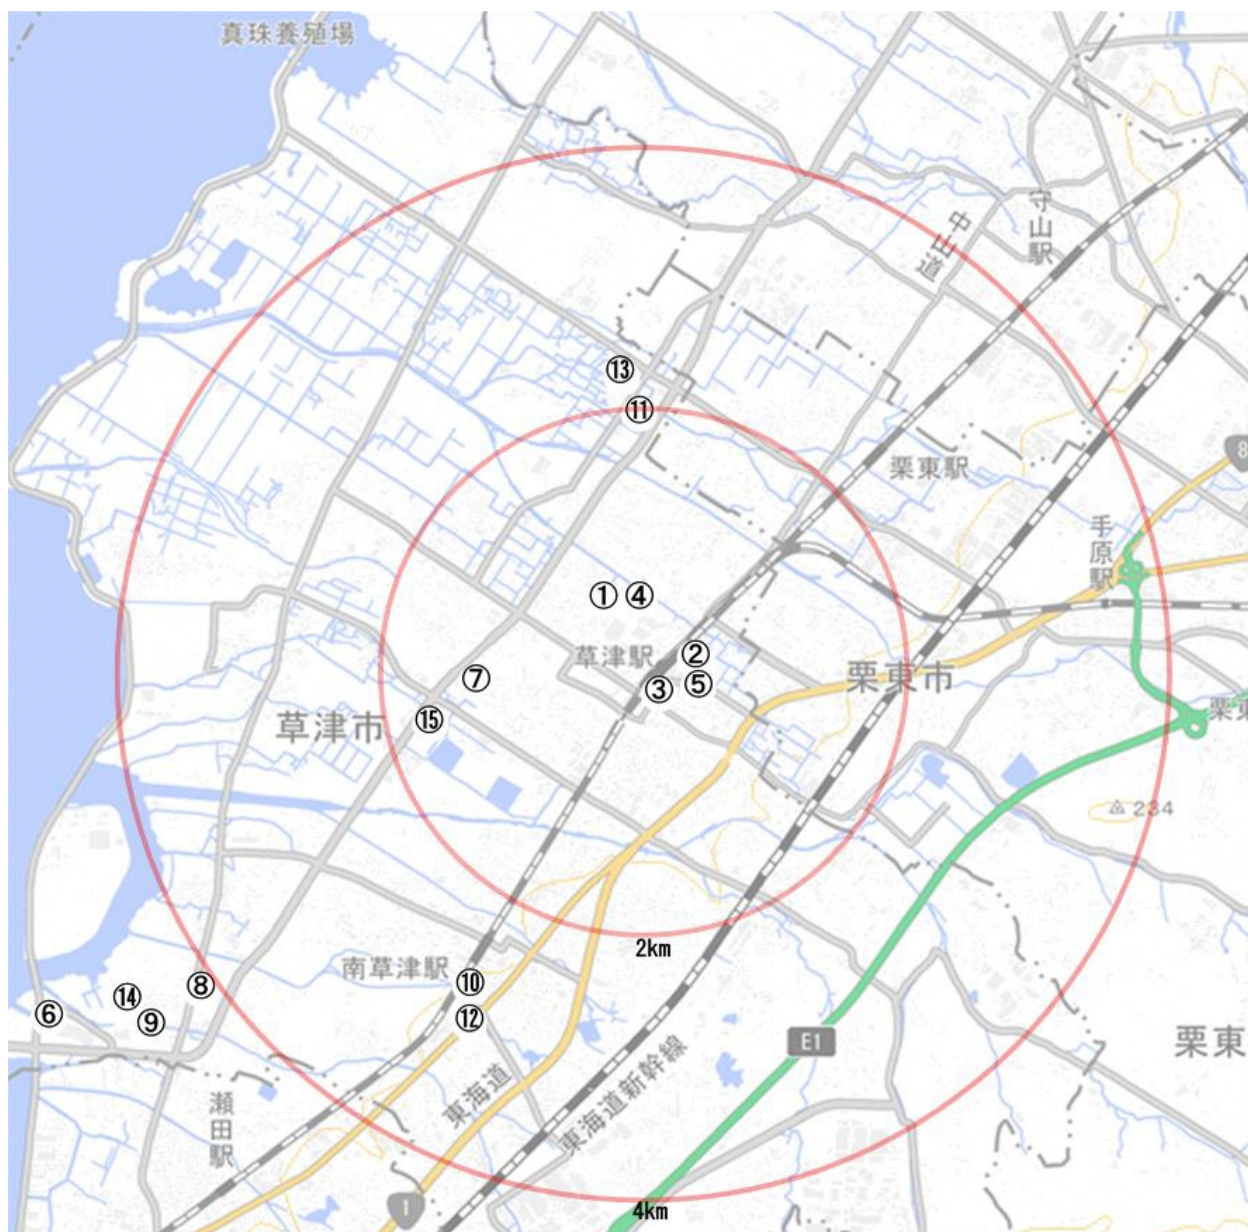 真珠養殖場
守山駅
中山道
⑬
⑪
8
栗東駅
手原駅
①
④
草津駅
②
③
⑤
⑦
栗東市
栗東
⑮
草津市
234
2km
南草津駅
⑩
⑧
⑭
⑥
⑨
⑫
E1
栗東
東海道
東海道新幹線
瀬田駅
1
4km